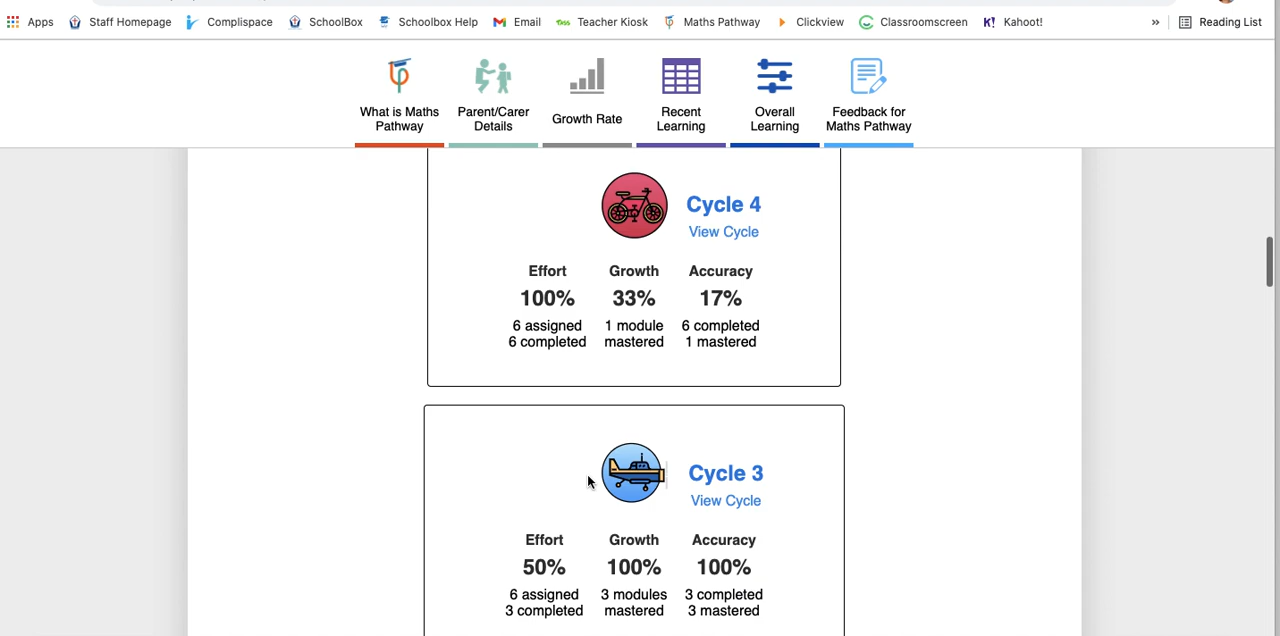 Apps Staff Homepage Complispace SchoolBox Schoolbox Help Email Teacher Kiosk Maths Pathway Clickview Classroomscreen K! Kahoot! » Reading List
What is Maths Parent/Carer Growth Rate Recent Overall Feedback for
Pathway Details Learning Learning Maths Pathway
Cycle 4
View Cycle
Effort Growth Accuracy
100% 33% 17%
6 assigned 1 module 6 completed
6 completed mastered 1 mastered
Cycle 3
View Cycle
Effort Growth Accuracy
50% 100% 100%
6 assigned 3 modules 3 completed
3 completed mastered 3 mastered